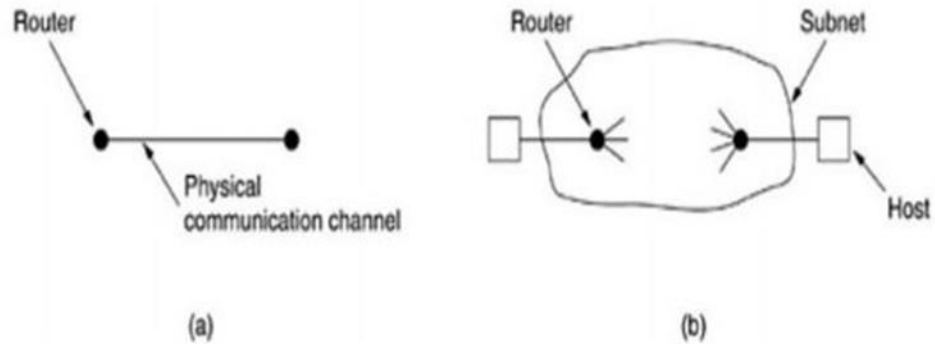 Router
Physical
communication channel
(a)
Router
Subnet
Host
(b)